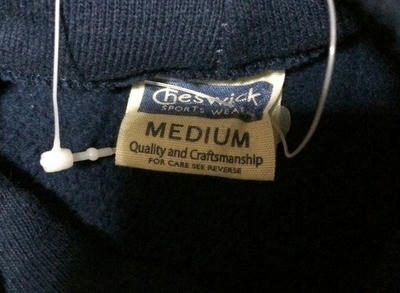 Cheswick
SPORTS WEAR
MEDIUM
Quality and Craftsmanship
FOR CARE SEE REVERSE